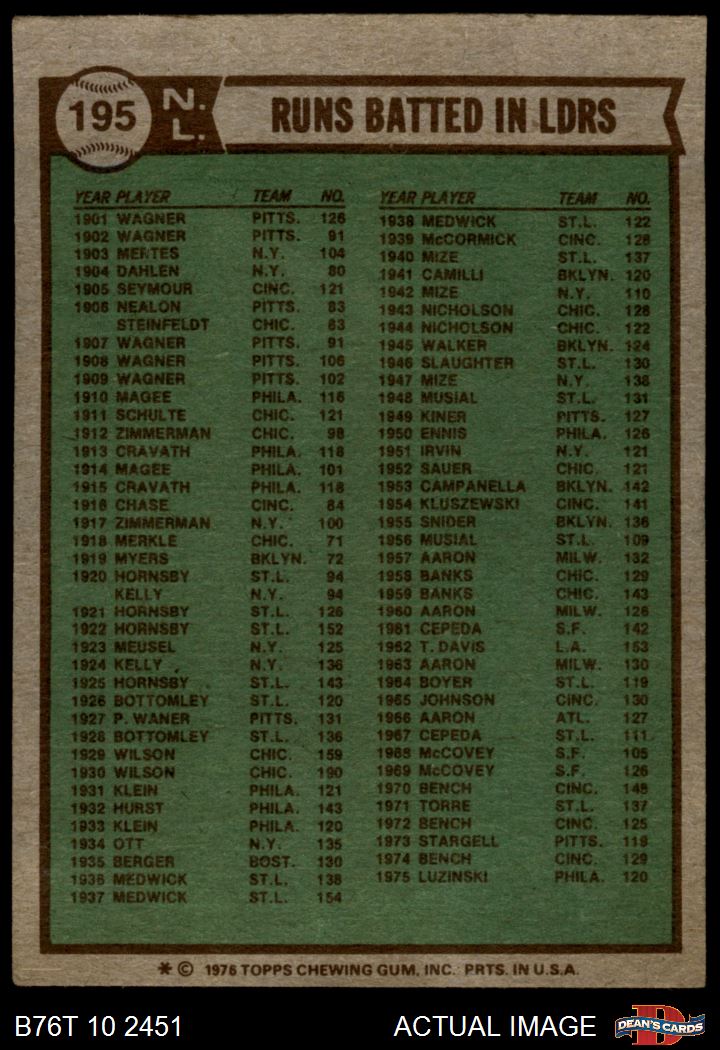 195
N.
L.
RUNS BATTED IN LDRS
YEAR PLAYER TEAM NO.
1901 WAGNER PITTS. 126
1902 WAGNER PITTS. 91
1903 MERTES N.Y. 104
1904 DAHLEN N.Y. 80
1905 SEYMOUR CINC. 121
1906 NEALON PITTS. 83
STEINFELDT CHIC. 83
1907 WAGNER PITTS. 91
1908 WAGNER PITTS. 106
1909 WAGNER PITTS. 102
1910 MAGEE PHILA. 116
1911 SCHULTE CHIC. 121
1912 ZIMMERMAN CHIC. 98
1913 CRAVATH PHILA. 118
1914 MAGEE PHILA. 101
1915 CRAVATH PHILA. 118
1916 CHASE CINC. 84
1917 ZIMMERMAN N.Y. 100
1918 MERKLE CHIC. 71
1919 MYERS BKLYN. 72
1920 HORNSBY ST.L. 94
KELLY N.Y. 94
1921 HORNSBY ST.L. 126
1922 HORNSBY ST.L. 152
1923 MEUSEL N.Y. 125
1924 KELLY N.Y. 136
1925 HORNSBY ST.L. 143
1926 BOTTOMLEY ST.L. 120
1927 P. WANER PITTS. 131
1928 BOTTOMLEY ST.L. 136
1929 WILSON CHIC. 159
1930 WILSON CHIC. 190
1931 KLEIN PHILA. 121
1932 HURST PHILA. 143
1933 KLEIN PHILA. 120
1934 OTT N.Y. 135
1935 BERGER BOST. 130
1936 MEDWICK ST.L. 138
1937 MEDWICK ST.L. 154
YEAR PLAYER TEAM NO.
1938 MEDWICK ST.L. 122
1939 McCORMICK CINC. 128
1940 MIZE ST.L. 137
1941 CAMILLI BKLYN. 120
1942 MIZE N.Y. 110
1943 NICHOLSON CHIC. 128
1944 NICHOLSON CHIC. 122
1945 WALKER BKLYN. 124
1946 SLAUGHTER ST.L. 130
1947 MIZE N.Y. 138
1948 MUSIAL ST.L. 131
1949 KINER PITTS. 127
1950 ENNIS PHILA. 126
1951 IRVIN N.Y. 121
1952 SAUER CHIC. 121
1953 CAMPANELLA BKLYN. 142
1954 KLUSZEWSKI CINC. 141
1955 SNIDER BKLYN. 136
1956 MUSIAL ST.L. 109
1957 AARON MILW. 132
1958 BANKS CHIC. 129
1959 BANKS CHIC. 143
1960 AARON MILW. 126
1961 CEPEDA S.F. 142
1962 T. DAVIS L.A. 153
1963 AARON MILW. 130
1964 BOYER ST.L. 119
1965 JOHNSON CINC. 130
1966 AARON ATL. 127
1967 CEPEDA ST.L. 111
1968 McCOVEY S.F. 105
1969 McCOVEY S.F. 126
1970 BENCH CINC. 148
1971 TORRE ST.L. 137
1972 BENCH CINC. 125
1973 STARGELL PITTS. 119
1974 BENCH CINC. 129
1975 LUZINSKI PHILA. 120
* © 1976 TOPPS CHEWING GUM, INC. PRTS. IN U.S.A.
B76T 10 2451 ACTUAL IMAGE
DEAN'S CARDS